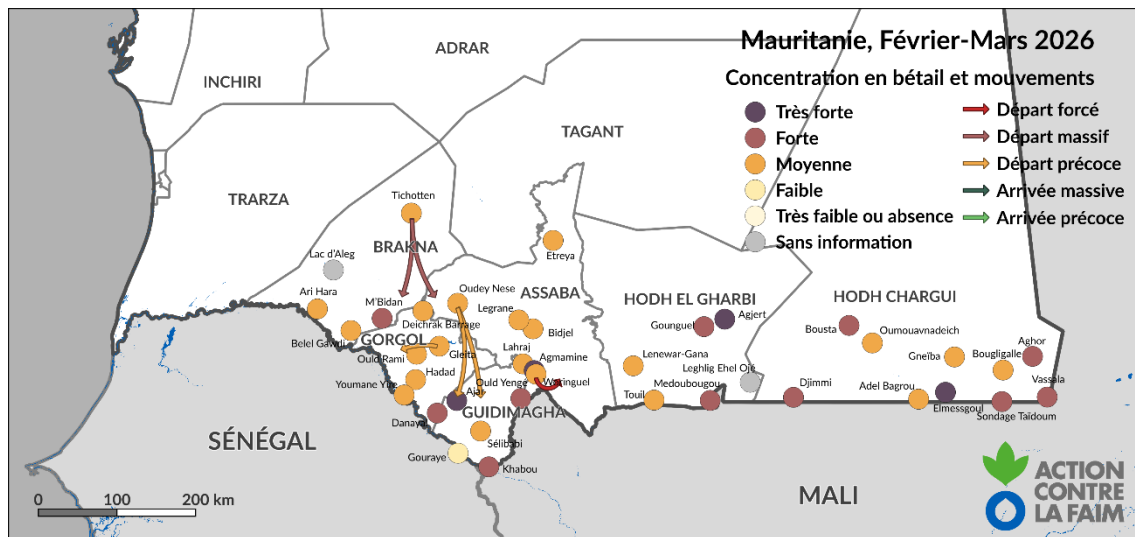 Mauritanie, Février-Mars 2026
Concentration en bétail et mouvements
Très forte
Forte
Moyenne
Faible
Très faible ou absence
Sans information
Départ forcé
Départ massif
Départ précoce
Arrivée massive
Arrivée précoce
ADRAR
INCHIRI
TAGANT
TRARZA
Tichotten
BRAKNA
Lac d'Aleg
Etreya
Ari Hara
M'Bidan
Oudey Nese
ASSABA
Legrane
HODH EL GHARBI
Agjert
HODH CHARGUI
Deichrak Barrage
Bidjel
Gounguel
Bousta
Oumouavnadeich
Belel Gawdi
GORGOL
Gleita
Ould Rami
Lahraj
Agmamine
Lenewar-Gana
Leghlig Ehel Oje
Gneïba
Bougligalle
Aghor
Hadad
Ould Yengé
Youmane Yire
Ajar
GUIDIMAGHA
Touil
Medoubougou
Djimmi
Adel Bagrou
Elmessgoul
Vassala
Sondage Taïdoum
Danayal
Sélibabi
Gouraye
Khabou
SÉNÉGAL
MALI
0 100 200 km
ACTION
CONTRE
LA FAIM